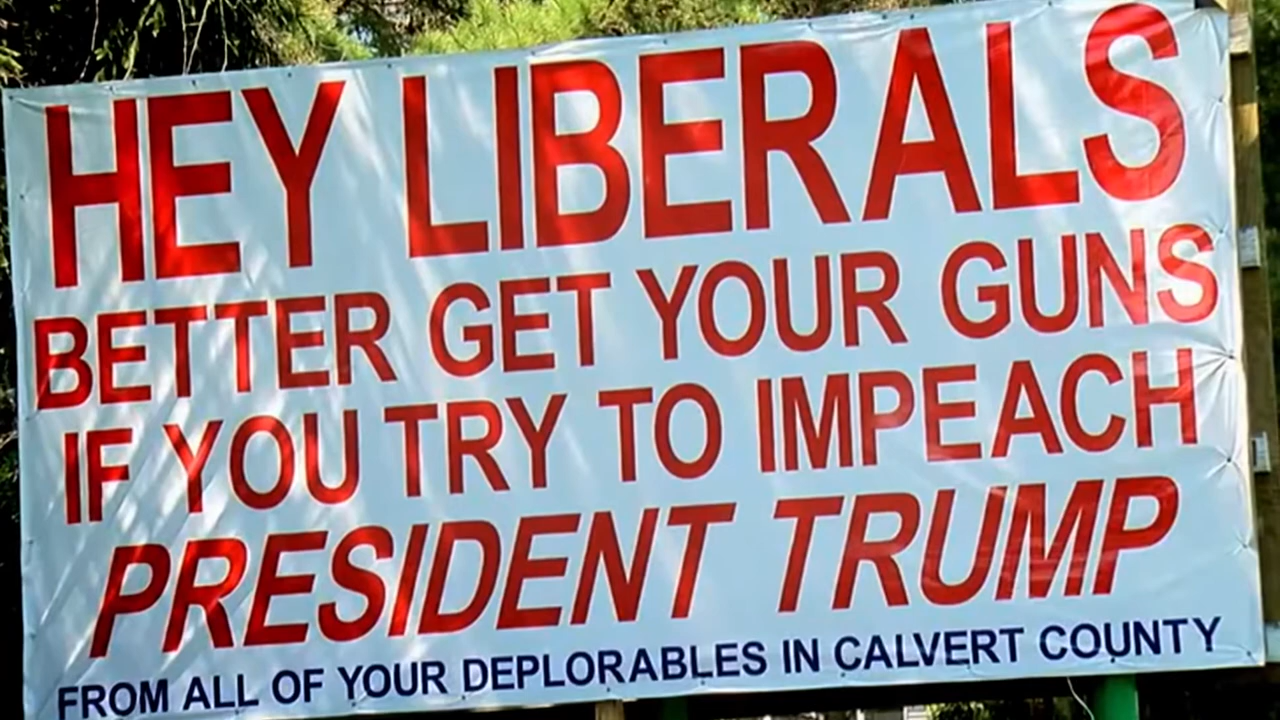 HEY LIBERALS
BETTER GET YOUR GUNS
IF YOU TRY TO IMPEACH
PRESIDENT TRUMP
FROM ALL OF YOUR DEPLORABLES IN CALVERT COUNTY